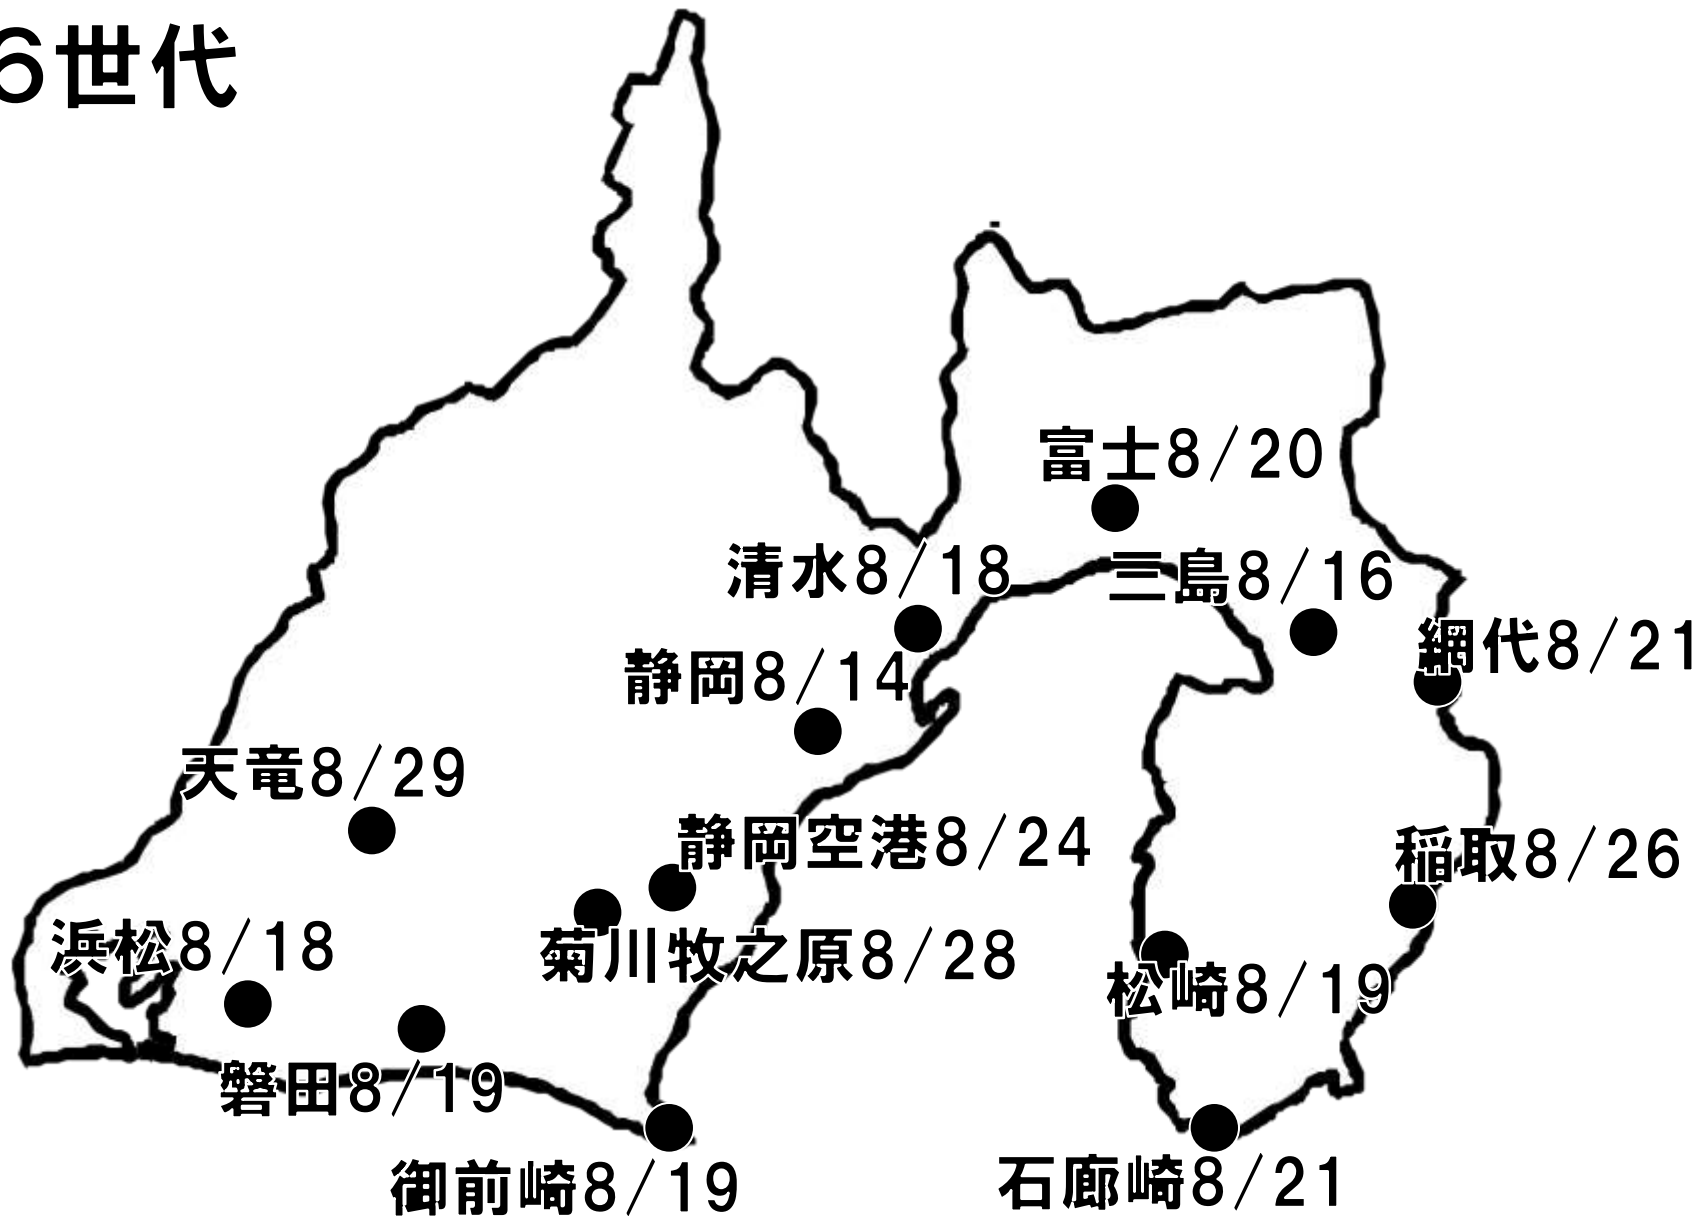 6世代
富士8/20
清水8/18
三島8/16
網代8/21
静岡8/14
天竜8/29
静岡空港8/24
稲取8/26
浜松8/18
菊川牧之原8/28
松崎8/19
磐田8/19
御前崎8/19
石廊崎8/21